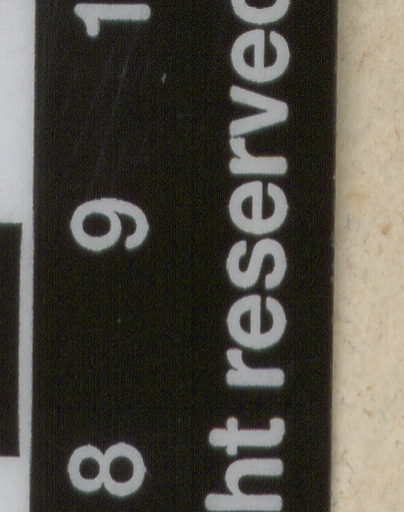 8 9 1
ht reserved